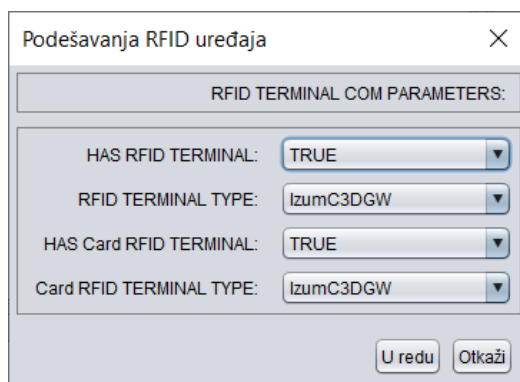 Podešavanja RFID uređaja
RFID TERMINAL COM PARAMETERS:
HAS RFID TERMINAL: TRUE
RFID TERMINAL TYPE: IzumC3DGW
HAS Card RFID TERMINAL: TRUE
Card RFID TERMINAL TYPE: IzumC3DGW
U redu Otkaži